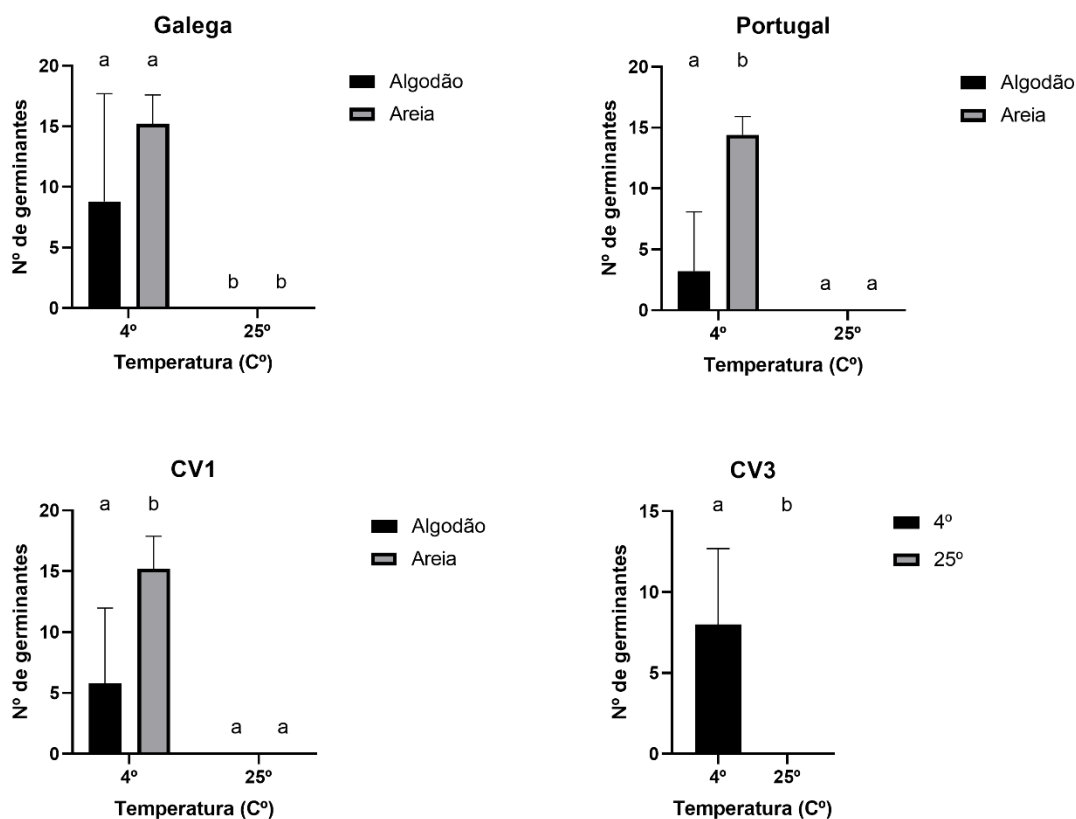 Galega
a a
20
15
10
5
0
Nº de germinantes
b b
4º 25º
Temperatura (Cº)
Algodão
Areia
Portugal
a b
20
15
10
5
0
Nº de germinantes
a a
4º 25º
Temperatura (Cº)
Algodão
Areia
CV1
a b
20
15
10
5
0
Nº de germinantes
a a
4º 25º
Temperatura (Cº)
Algodão
Areia
CV3
a b
15
10
5
0
Nº de germinantes
4º 25º
Temperatura (Cº)
4º
25º